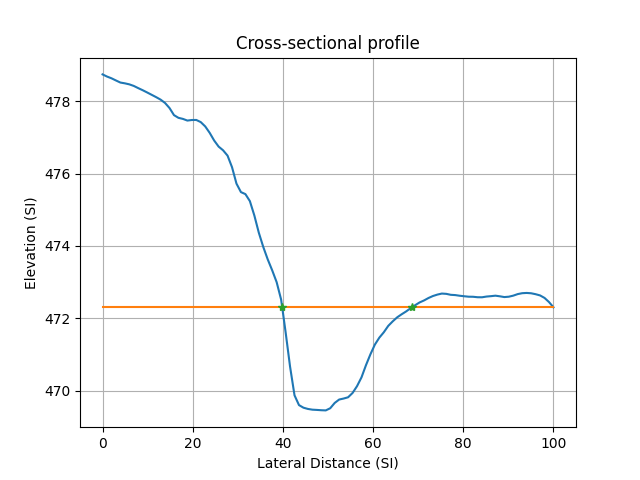 Cross-sectional profile
Elevation (SI)
478
476
474
472
470
0 20 40 60 80 100
Lateral Distance (SI)